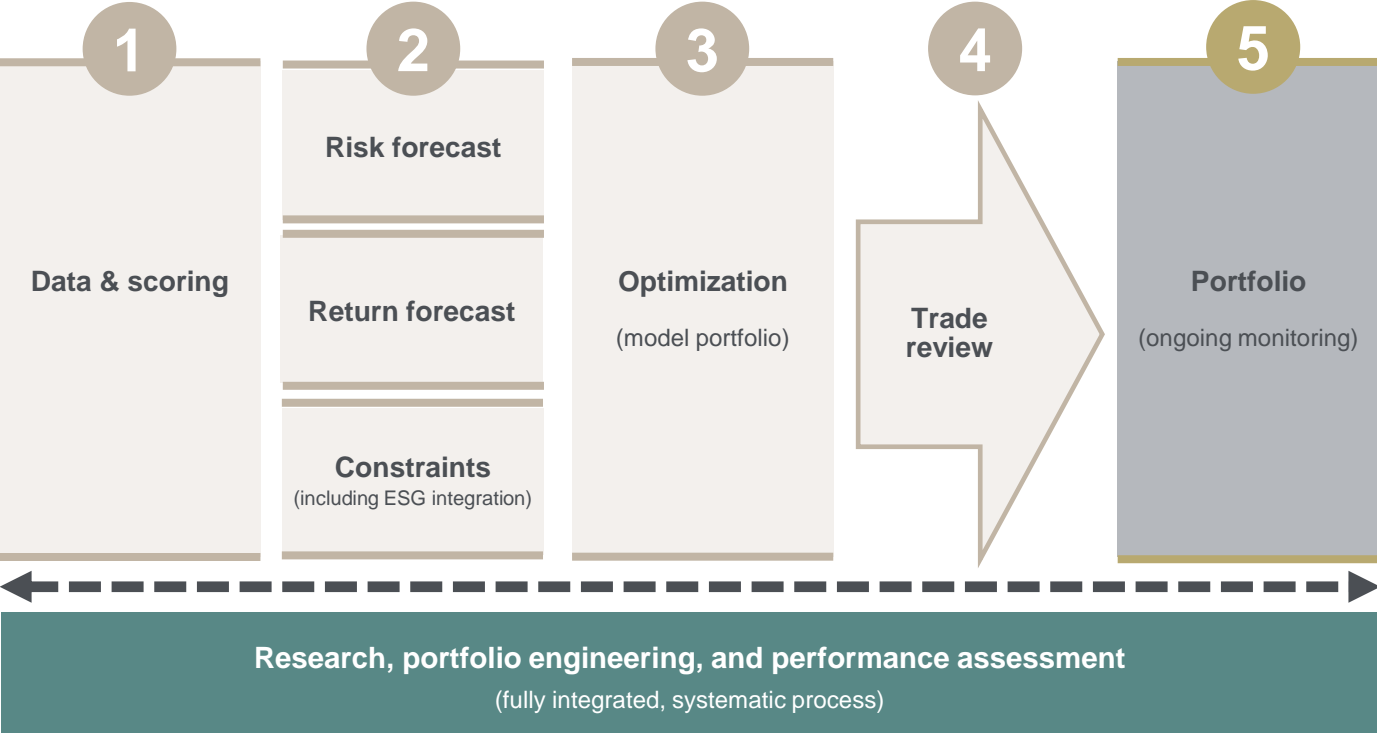 1
2
3
4
5
Data & scoring
Risk forecast
Return forecast
Constraints
(including ESG integration)
Optimization
(model portfolio)
Trade
review
Portfolio
(ongoing monitoring)
Research, portfolio engineering, and performance assessment
(fully integrated, systematic process)